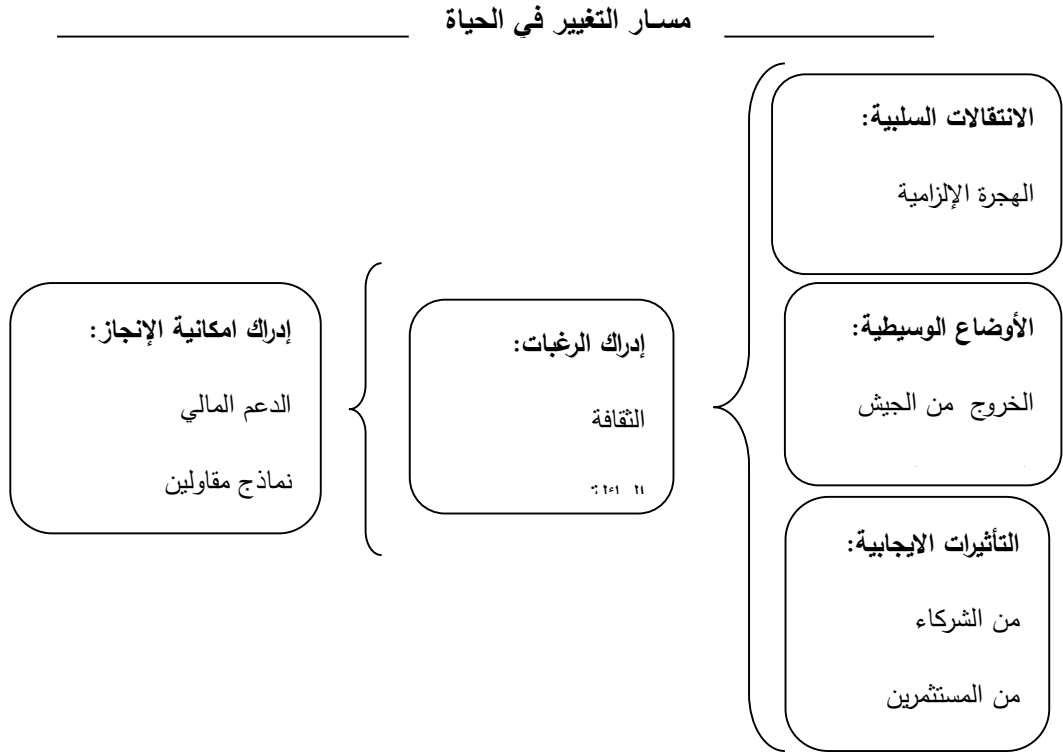 مسار التغيير في الحياة
الانتقالات السلبية:
الهجرة الإلزامية
الأوضاع الوسيطية:
الخروج من الجيش
التأثيرات الايجابية:
من الشركاء
من المستثمرين
إدراك الرغبات:
الثقافة
إدراك امكانية الإنجاز:
الدعم المالي
نماذج مقاولين